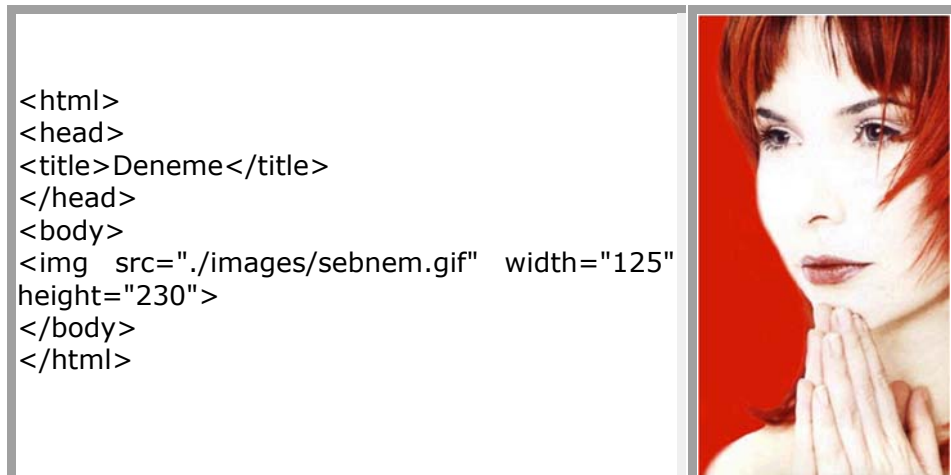 <html>
<head>
<title>Deneme</title>
</head>
<body>
<img src="./images/sebnem.gif" width="125"
height="230">
</body>
</html>